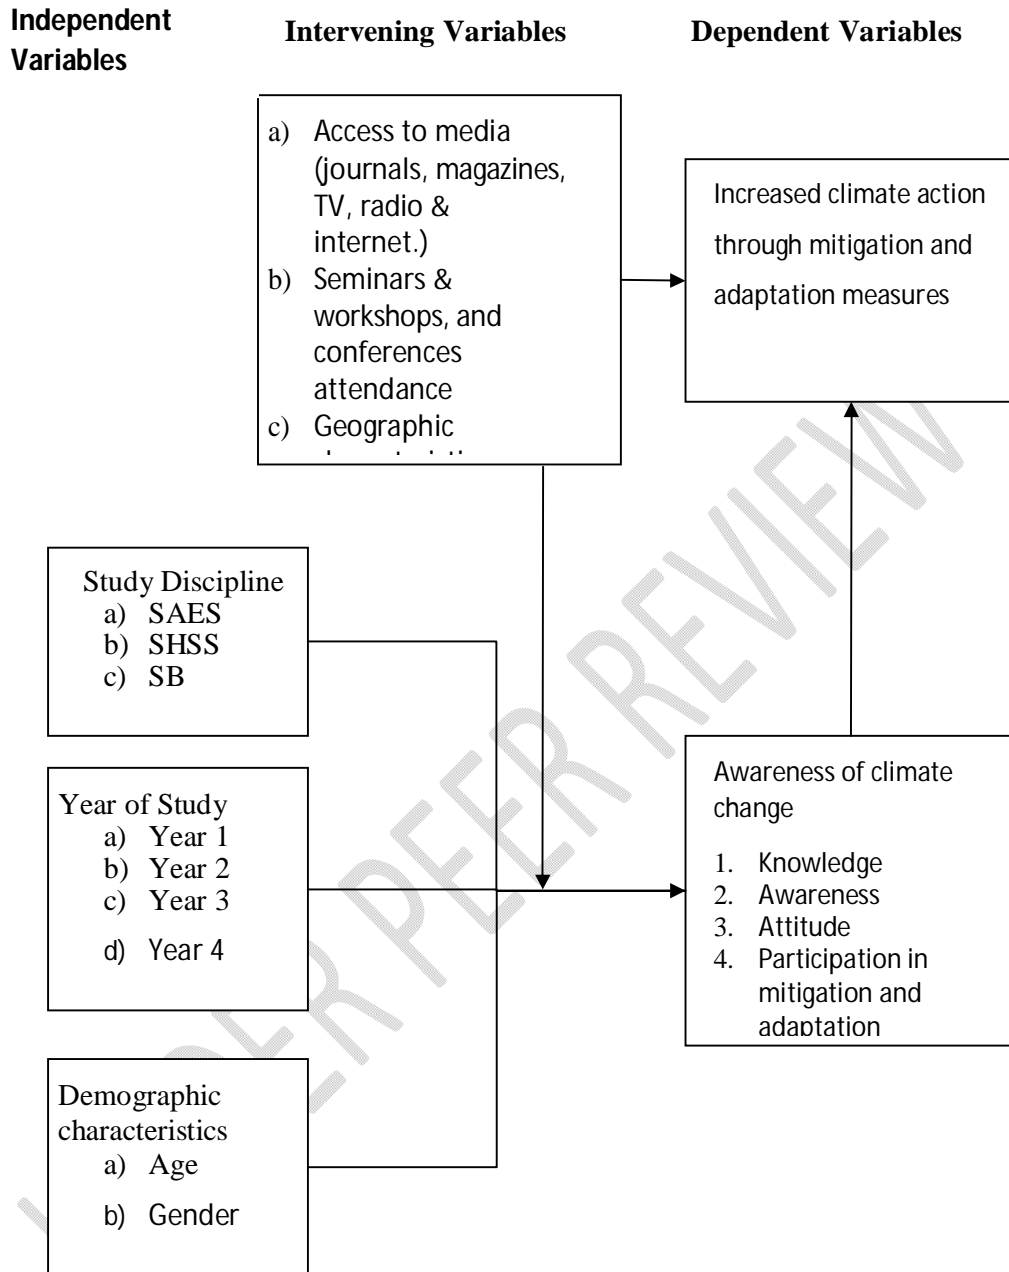 Independent
Variables
Intervening Variables
Dependent Variables
a) Access to media
(journals, magazines,
TV, radio &
internet.)
b) Seminars &
workshops, and
conferences
attendance
c) Geographic
Increased climate action
through mitigation and
adaptation measures
Study Discipline
a) SAES
b) SHSS
c) SB
Year of Study
a) Year 1
b) Year 2
c) Year 3
d) Year 4
Demographic
characteristics
a) Age
b) Gender
Awareness of climate
change
1. Knowledge
2. Awareness
3. Attitude
4. Participation in
mitigation and
adaptation
PEER REVIEW